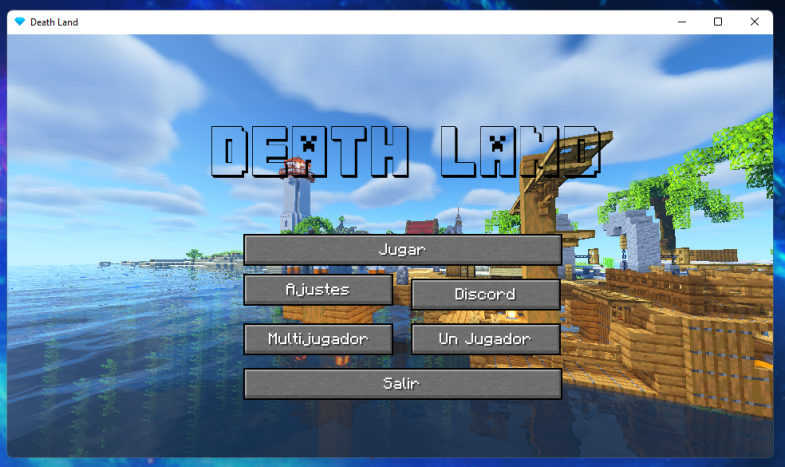 Death Land
DEATH LAND
Jugar
Ajustes
Discord
Multijugador
Un Jugador
Salir